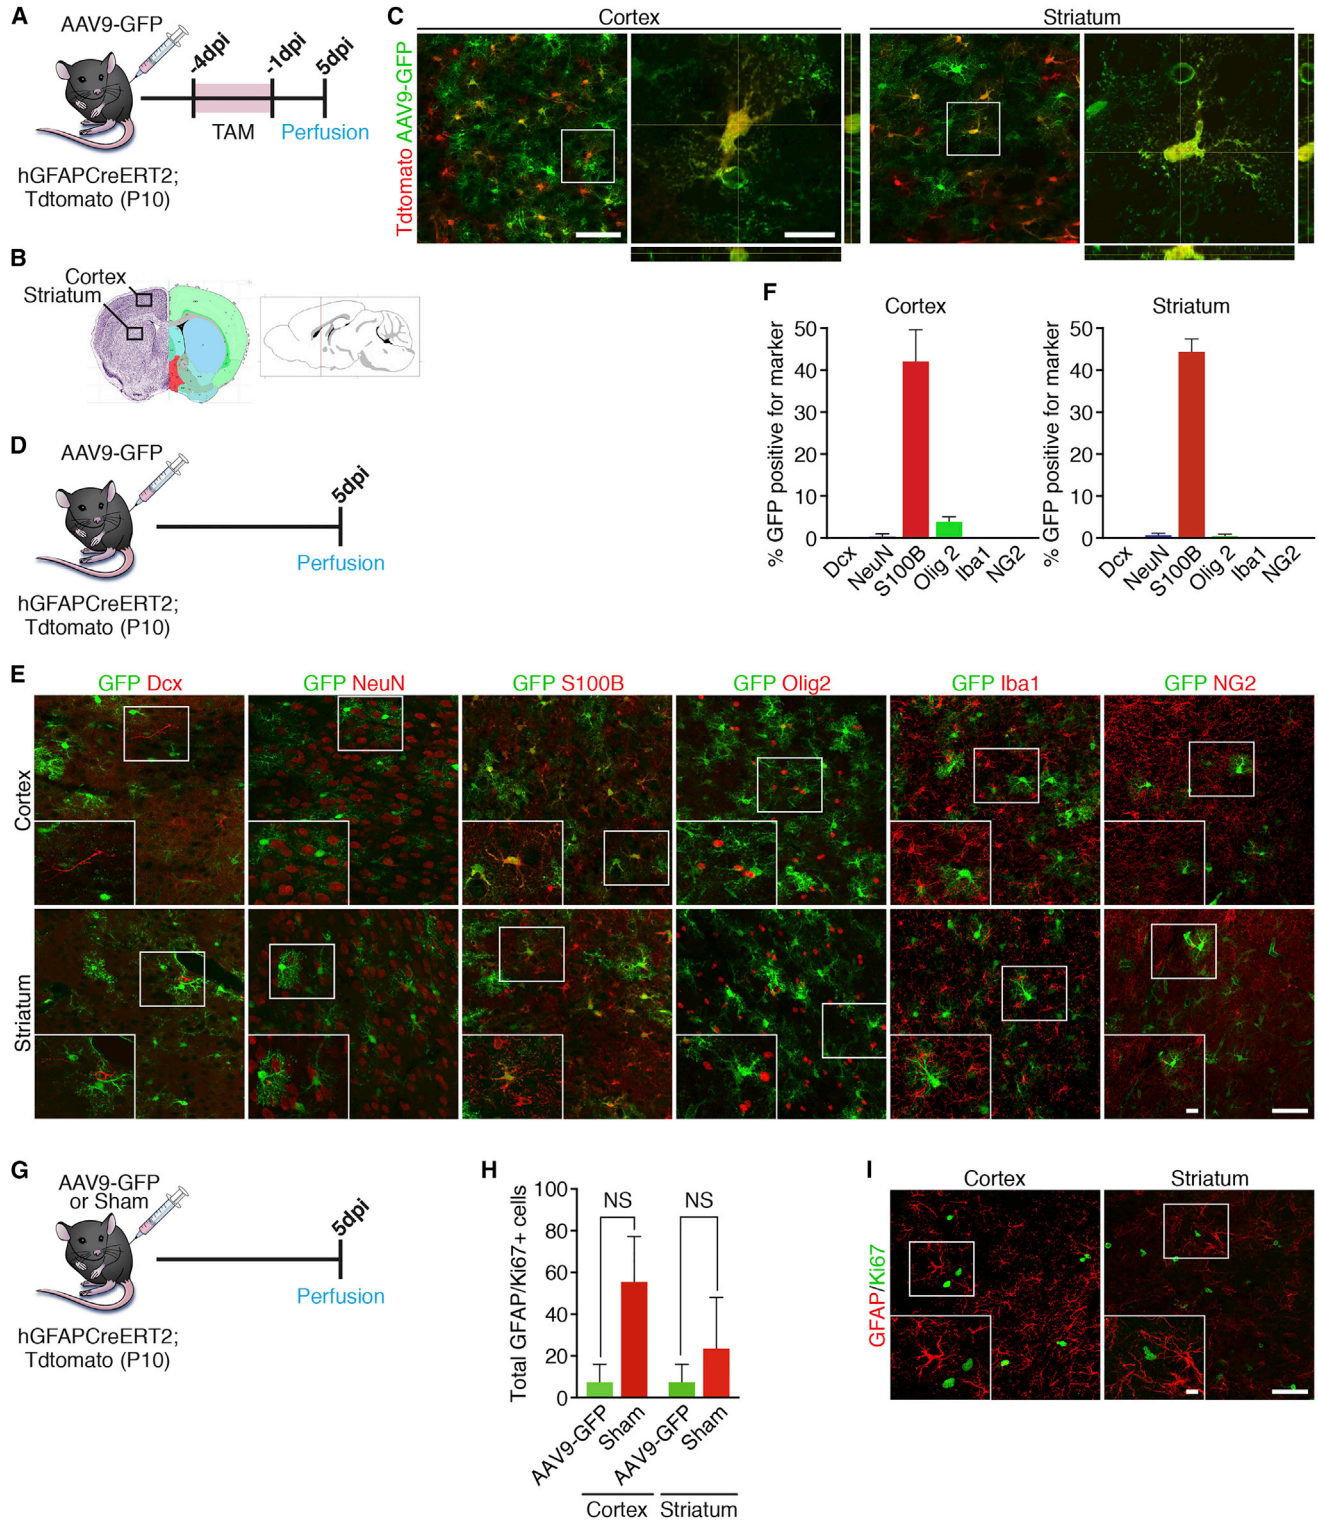 A
AAV9-GFP
-4dpi
-1dpi
5dpi
TAM
Perfusion
hGFAPCreERT2;
Tdtomato (P10)
B
Cortex
Striatum
C
Cortex
Striatum
Tdtomato AAV9-GFP
D
AAV9-GFP
5dpi
Perfusion
hGFAPCreERT2;
Tdtomato (P10)
F
Cortex
Striatum
% GFP positive for marker
50
40
30
20
10
0
Dcx
NeuN
S100B
Olig 2
Iba1
NG2
% GFP positive for marker
50
40
30
20
10
0
Dcx
NeuN
S100B
Olig 2
Iba1
NG2
E
GFP Dcx
GFP NeuN
GFP S100B
GFP Olig2
GFP Iba1
GFP NG2
Cortex
Striatum
G
AAV9-GFP
or Sham
5dpi
Perfusion
hGFAPCreERT2;
Tdtomato (P10)
H
Total GFAP/Ki67+ cells
100
80
60
40
20
0
NS
NS
AAV9-GFP
Sham
AAV9-GFP
Sham
Cortex
Striatum
I
Cortex
Striatum
GFAP/Ki67